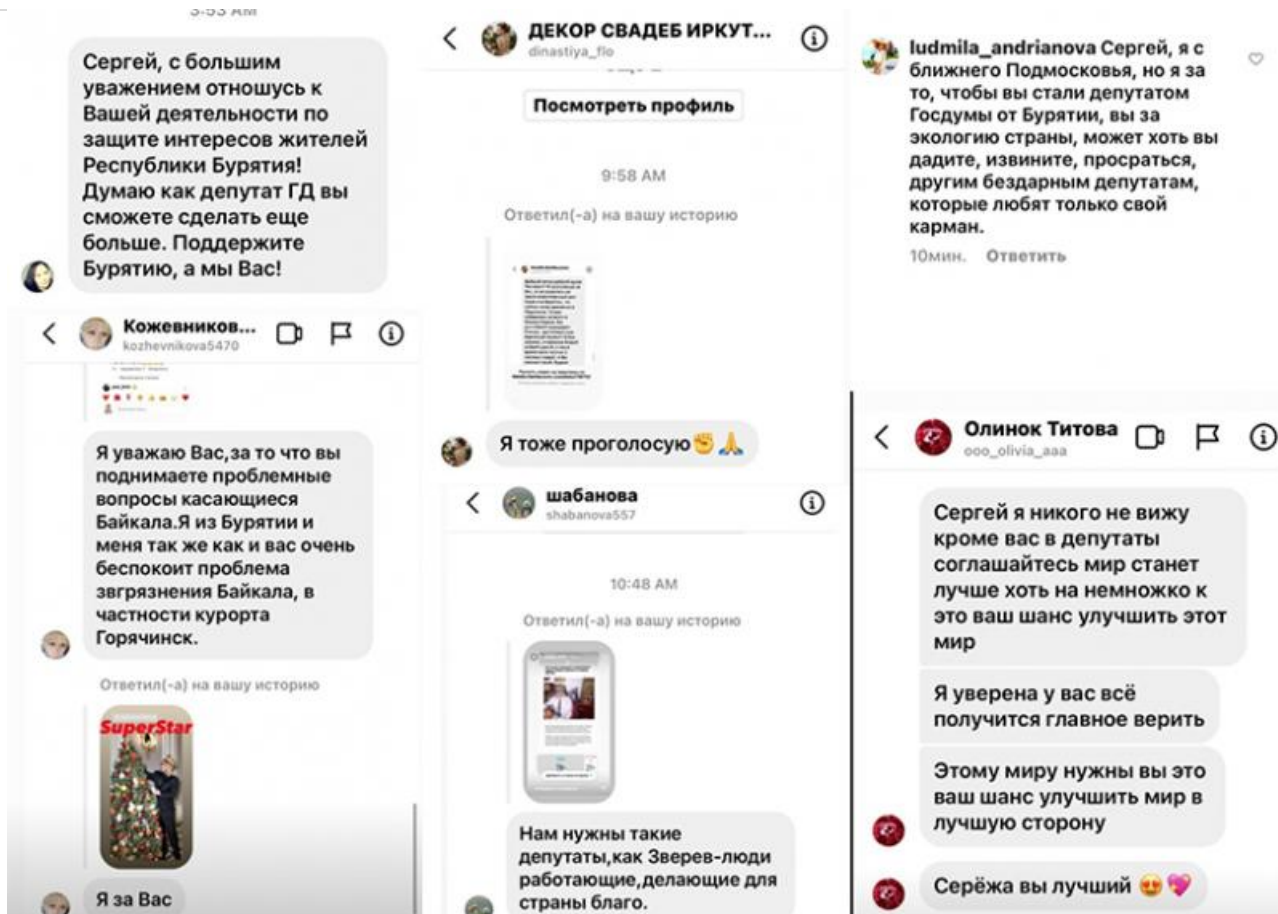 3:53 AM
Сергей, с большим
уважением отношусь к
Вашей деятельности по
защите интересов жителей
Республики Бурятия!
Думаю как депутат ГД вы
сможете сделать еще
больше. Поддержите
Бурятию, а мы Вас!
Кожевников...
kozhevnikova5470
Я уважаю Вас,за то что вы
поднимаете проблемные
вопросы касающиеся
Байкала.Я из Бурятии и
меня так же как и вас очень
беспокоит проблема
звгрязнения Байкала, в
частности курорта
Горячинск.
Ответил(-а) на вашу историю
SuperStar
Я за Вас
ДЕКОР СВАДЕБ ИРКУТ...
dinastiya_flo
Посмотреть профиль
9:58 AM
Ответил(-а) на вашу историю
Я тоже проголосую✊🙏
шабанова
shabanova557
10:48 AM
Ответил(-а) на вашу историю
Нам нужны такие
депутаты,как Зверев-люди
работающие,делающие для
страны благо.
ludmila_andrianova Сергей, я с
ближнего Подмосковья, но я за
то, чтобы вы стали депутатом
Госдумы от Бурятии, вы за
экологию страны, может хоть вы
дадите, извините, просраться,
другим бездарным депутатам,
которые любят только свой
карман.
10мин. Ответить
Олинок Титова
ooo_olivia_aaa
Сергей я никого не вижу
кроме вас в депутаты
соглашайтесь мир станет
лучше хоть на немножко к
это ваш шанс улучшить этот
мир
Я уверена у вас всё
получится главное верить
Этому миру нужны вы это
ваш шанс улучшить мир в
лучшую сторону
Серёжа вы лучший 😍💖